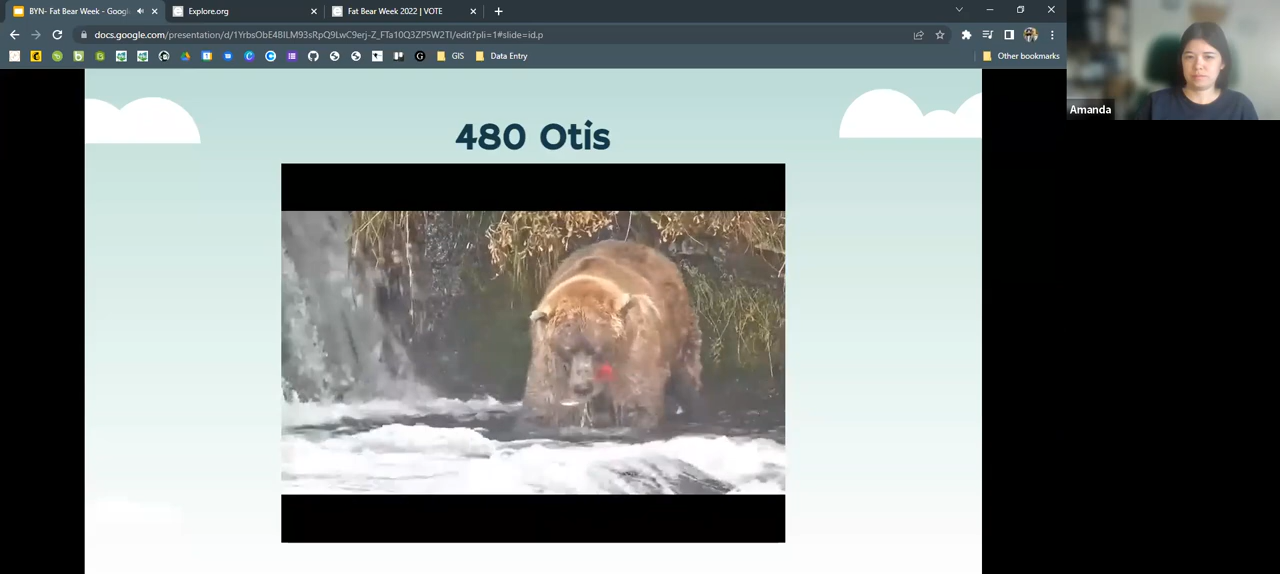 BYN- Fat Bear Week - Goog
Explore.org
Fat Bear Week 2022 | VOTE
docs.google.com/presentation/d/1YrbsObE48ILM93sRpQ9LwC9erj-Z_FTa10Q3ZP5W2TI/edit?pli=1#slide=id.p
GIS
Data Entry
Other bookmarks
Amanda
480 Otis